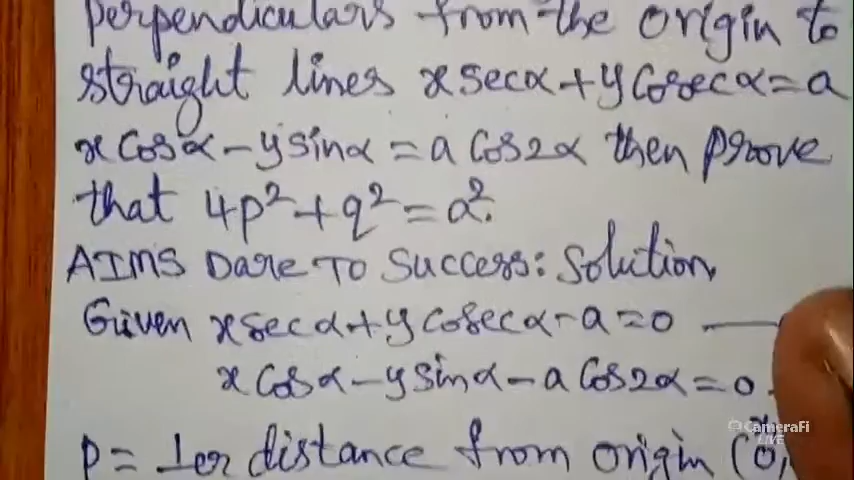 perpendiculars from the origin to
straight lines x secα + y cosecα = a
x cosα - y sinα = a cos2α then prove
that 4p² + q² = a².
AIMS Dare To Success: Solution,
Given x secα + y cosecα - a = 0 —
x cosα - y sinα - a cos2α = 0
CameraFi
LIVE
p = ⊥er distance from origin (0,